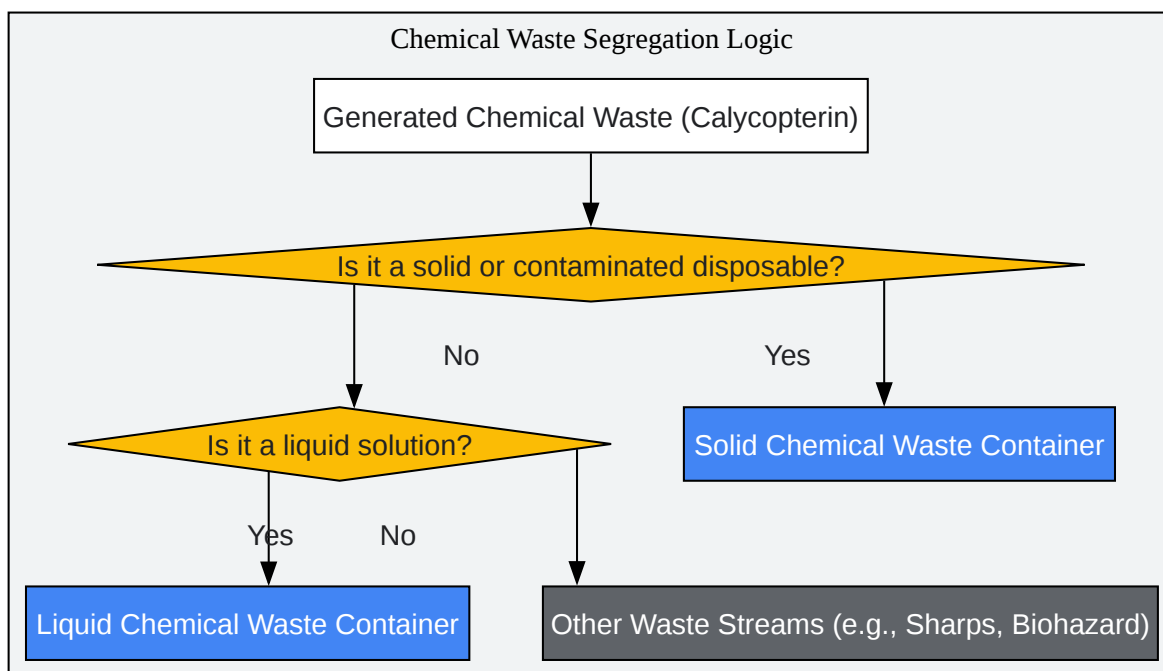 Chemical Waste Segregation Logic
Generated Chemical Waste (Calycopterin)
Is it a solid or contaminated disposable?
No
Yes
Is it a liquid solution?
Solid Chemical Waste Container
Yes
No
Liquid Chemical Waste Container
Other Waste Streams (e.g., Sharps, Biohazard)